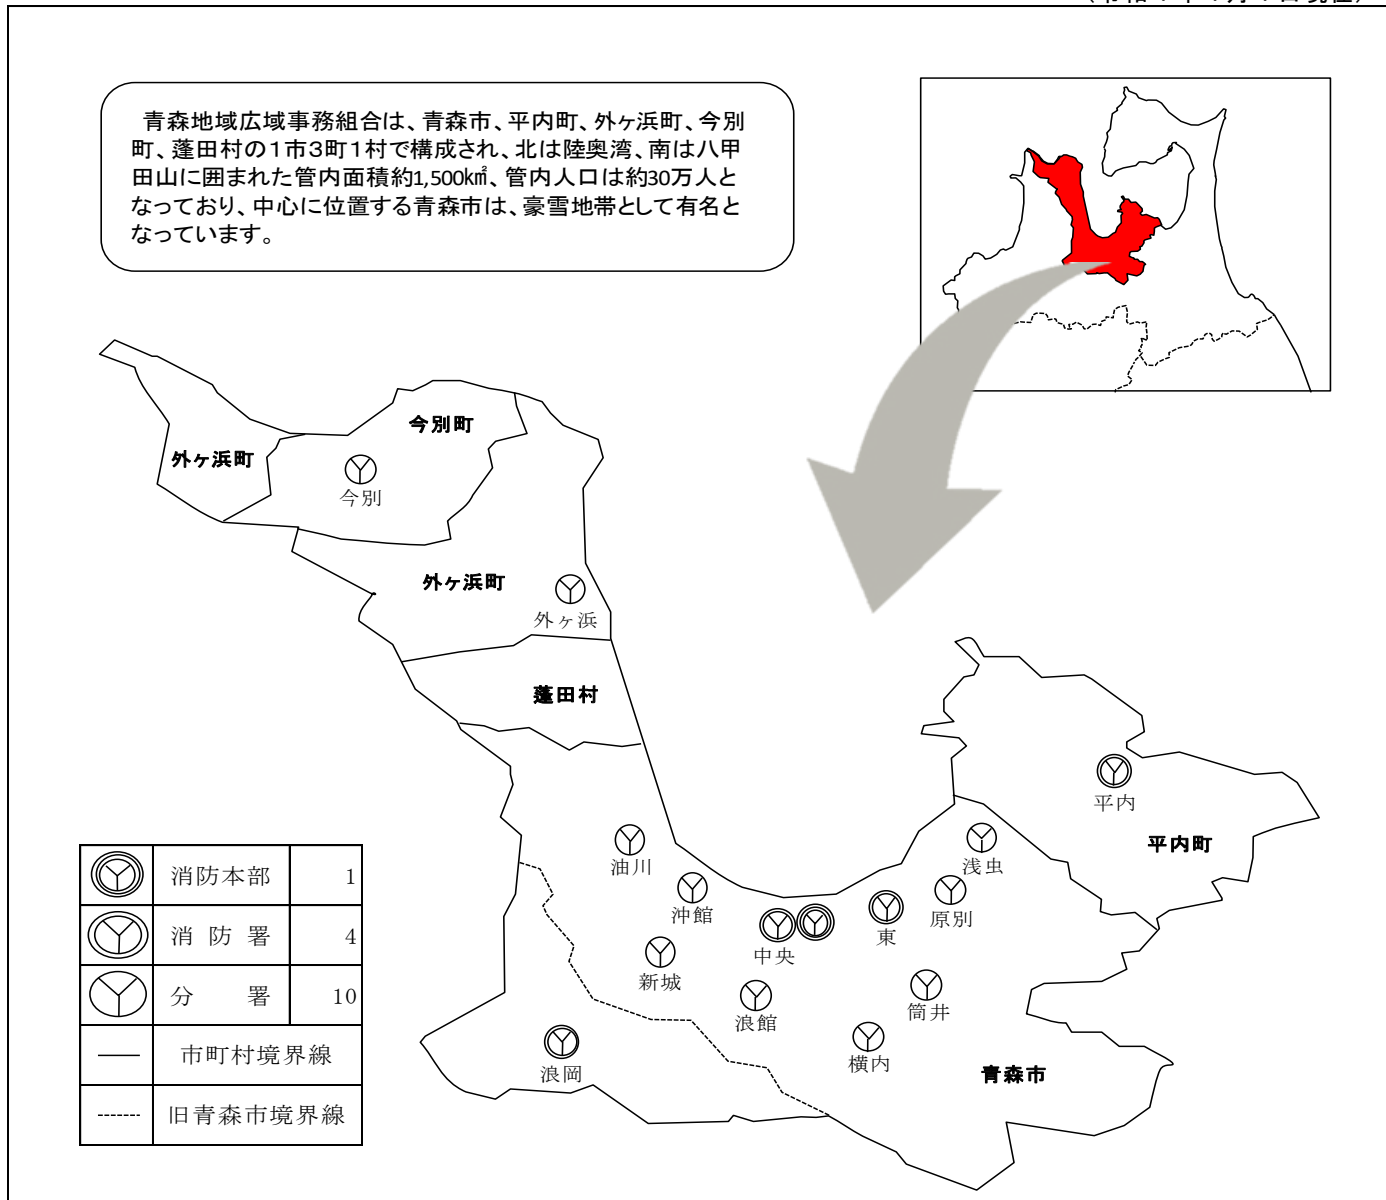 青森地域広域事務組合は、青森市、平内町、外ヶ浜町、今別
町、蓬田村の1市3町1村で構成され、北は陸奥湾、南は八甲
田山に囲まれた管内面積約1,500㎢、管内人口は約30万人と
なっており、中心に位置する青森市は、豪雪地帯として有名と
なっています。
今別町
外ヶ浜町
今別
外ヶ浜町
外ヶ浜
蓬田村
平内
平内町
油川
浅虫
沖館
原別
中央
東
新城
浪館
筒井
横内
浪岡
青森市
消防本部 1
消防署 4
分署 10
市町村境界線
旧青森市境界線